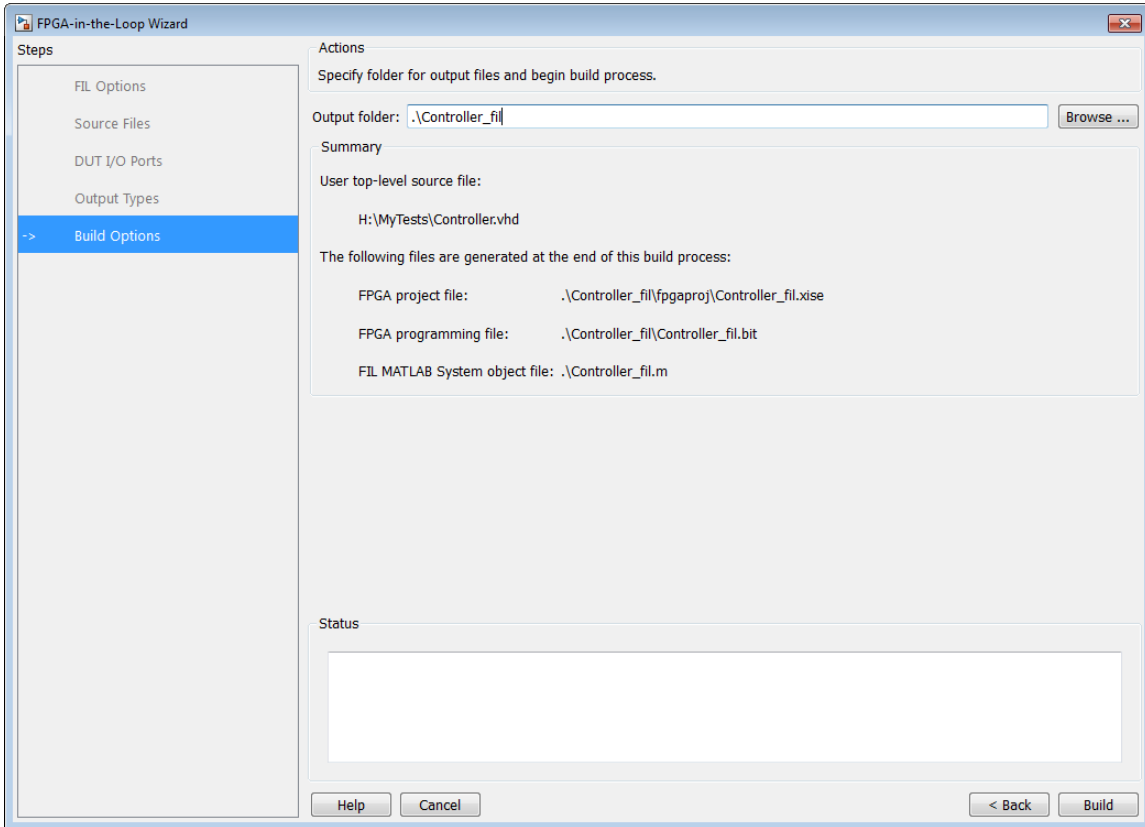 FPGA-in-the-Loop Wizard
Steps
FIL Options
Source Files
DUT I/O Ports
Output Types
-> Build Options
Actions
Specify folder for output files and begin build process.
Output folder: .\Controller_fil Browse ...
Summary
User top-level source file:
H:\MyTests\Controller.vhd
The following files are generated at the end of this build process:
FPGA project file: .\Controller_fil\fpgaproj\Controller_fil.xise
FPGA programming file: .\Controller_fil\Controller_fil.bit
FIL MATLAB System object file: .\Controller_fil.m
Status
Help Cancel < Back Build